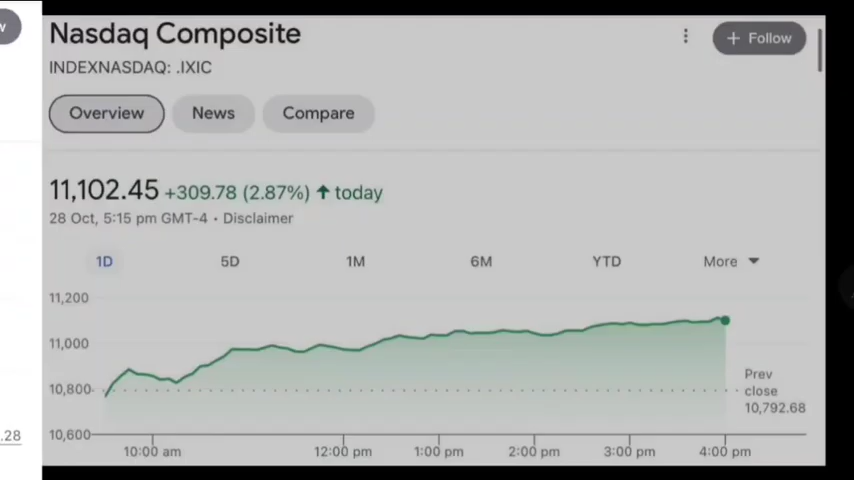 w
Nasdaq Composite
+ Follow
INDEXNASDAQ: .IXIC
Overview
News
Compare
11,102.45 +309.78 (2.87%) ↑ today
28 Oct, 5:15 pm GMT-4 • Disclaimer
1D
5D
1M
6M
YTD
More
11,200
11,000
10,800
10,600
Prev
close
10,792.68
10:00 am
12:00 pm
1:00 pm
2:00 pm
3:00 pm
4:00 pm
.28